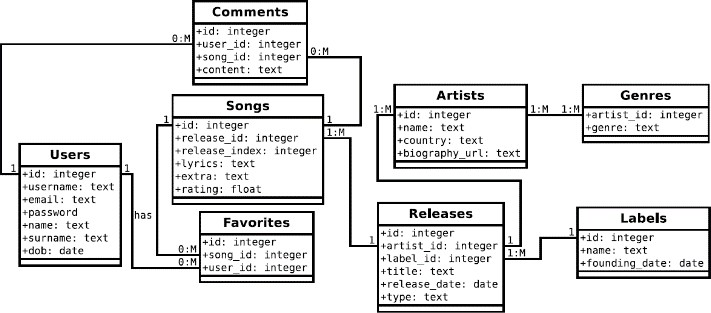 Comments
+id: integer
+user_id: integer
+song_id: integer
+content: text
0:M
0:M
Songs
+id: integer
+release_id: integer
+release_index: integer
+lyrics: text
+extra: text
+rating: float
1
1
1:M
Artists
+id: integer
+name: text
+country: text
+biography_url: text
1:M
1:M
1:M
Genres
+artist_id: integer
+genre: text
Users
+id: integer
+username: text
+email: text
+password
+name: text
+surname: text
+dob: date
1
1
has
Favorites
+id: integer
+song_id: integer
+user_id: integer
0:M
0:M
Releases
+id: integer
+artist_id: integer
+label_id: integer
+title: text
+release_date: date
+type: text
1
1
1:M
Labels
+id: integer
+name: text
+founding_date: date
1